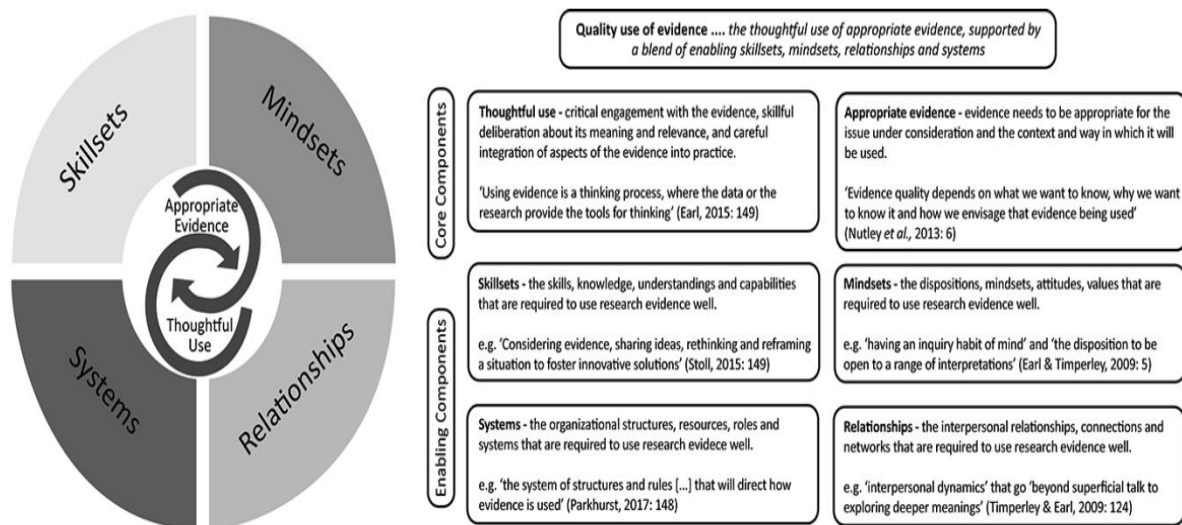 Skillsets
Mindsets
Appropriate
Evidence
Thoughtful
Use
Systems
Relationships
Quality use of evidence .... the thoughtful use of appropriate evidence, supported by
a blend of enabling skillsets, mindsets, relationships and systems
Core Components
Thoughtful use - critical engagement with the evidence, skillful
deliberation about its meaning and relevance, and careful
integration of aspects of the evidence into practice.
‘Using evidence is a thinking process, where the data or the
research provide the tools for thinking’ (Earl, 2015: 149)
Appropriate evidence - evidence needs to be appropriate for the
issue under consideration and the context and way in which it will
be used.
‘Evidence quality depends on what we want to know, why we want
to know it and how we envisage that evidence being used’
(Nutley et al., 2013: 6)
Enabling Components
Skillsets - the skills, knowledge, understandings and capabilities
that are required to use research evidence well.
e.g. ‘Considering evidence, sharing ideas, rethinking and reframing
a situation to foster innovative solutions’ (Stoll, 2015: 149)
Mindsets - the dispositions, mindsets, attitudes, values that are
required to use research evidence well.
e.g. ‘having an inquiry habit of mind’ and ‘the disposition to be
open to a range of interpretations’ (Earl & Timperley, 2009: 5)
Systems - the organizational structures, resources, roles and
systems that are required to use research evidece well.
e.g. ‘the system of structures and rules [...] that will direct how
evidence is used’ (Parkhurst, 2017: 148)
Relationships - the interpersonal relationships, connections and
networks that are required to use research evidence well.
e.g. ‘interpersonal dynamics’ that go ‘beyond superficial talk to
exploring deeper meanings’ (Timperley & Earl, 2009: 124)